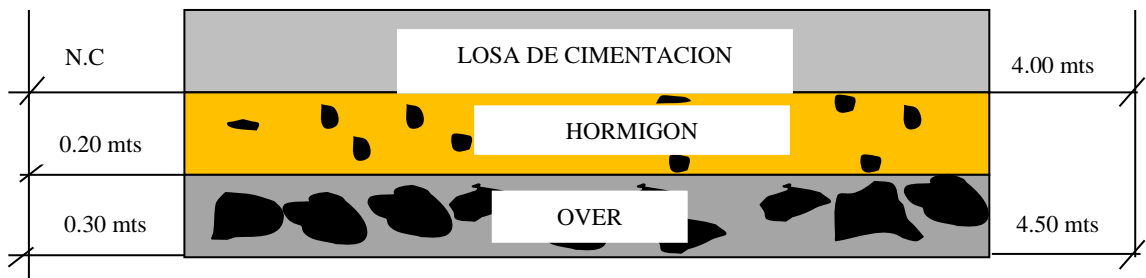 N.C
LOSA DE CIMENTACION
4.00 mts
0.20 mts
HORMIGON
0.30 mts
OVER
4.50 mts